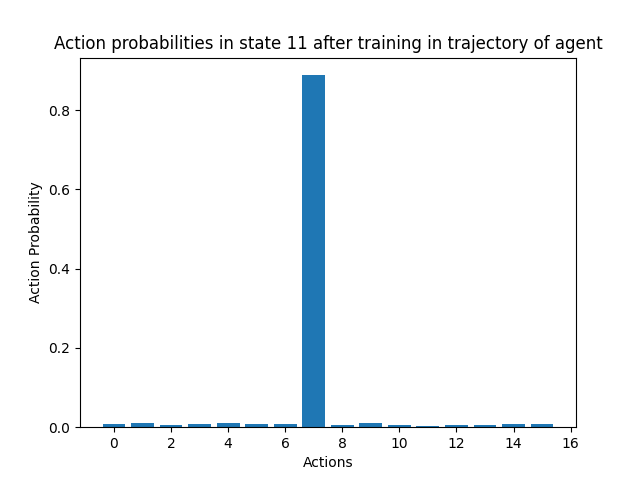 Action probabilities in state 11 after training in trajectory of agent
Action Probability
0.8
0.6
0.4
0.2
0.0
0 2 4 6 8 10 12 14 16
Actions